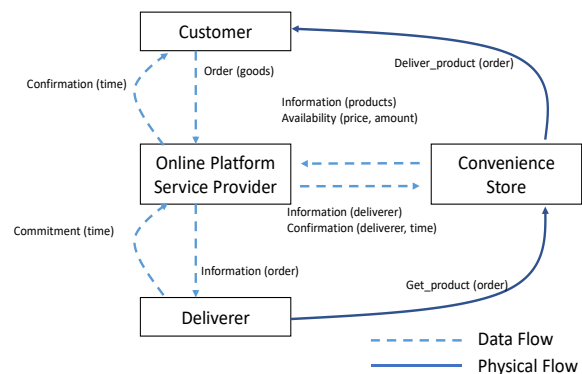 Customer
Deliver_product (order)
Confirmation (time)
Order (goods)
Information (products)
Availability (price, amount)
Online Platform
Service Provider
Convenience
Store
Information (deliverer)
Confirmation (deliverer, time)
Commitment (time)
Information (order)
Get_product (order)
Deliverer
Data Flow
Physical Flow